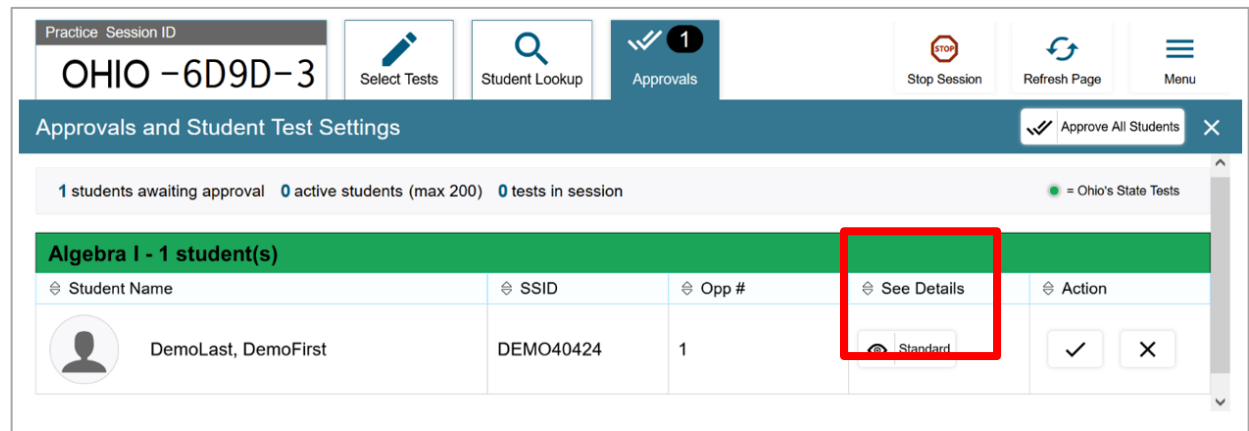 Practice Session ID
OHIO -6D9D-3
Select Tests
Student Lookup
1
Approvals
STOP
Stop Session
Refresh Page
Menu
Approvals and Student Test Settings
Approve All Students
1 students awaiting approval 0 active students (max 200) 0 tests in session
= Ohio's State Tests
Algebra I - 1 student(s)
Student Name SSID Opp # See Details Action
DemoLast, DemoFirst DEMO40424 1 Standard